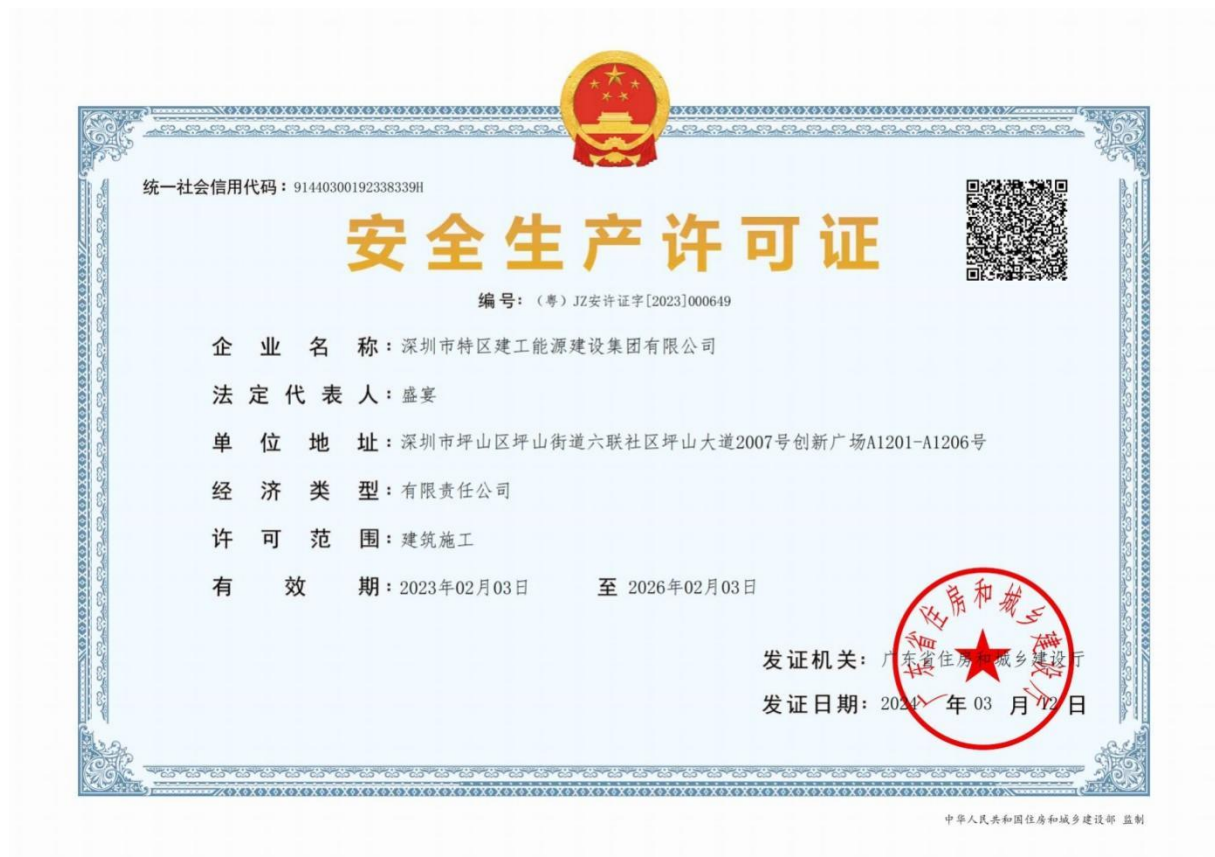 统一社会信用代码：91440300192338339H
安全生产许可证
编号：（粤）JZ安许证字[2023]000649
企业名称：深圳市特区建工能源建设集团有限公司
法定代表人：盛宴
单位地址：深圳市坪山区坪山街道六联社区坪山大道2007号创新广场A1201-A1206号
经济类型：有限责任公司
许可范围：建筑施工
有效期：2023年02月03日 至 2026年02月03日
发证机关：广东省住房和城乡建设厅
发证日期：2024年03月12日
广东省住房和城乡建设厅
中华人民共和国住房和城乡建设部 监制